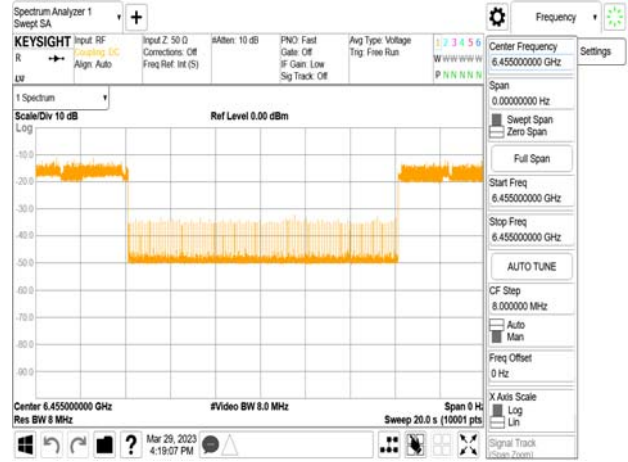 Spectrum Analyzer 1
Swept SA
Frequency
KEYSIGHT
R
Input: RF
Coupling: DC
Align: Auto
Input Z: 50 Ω
Corrections: Off
Freq Ref: Int (S)
#Atten: 10 dB
PNO: Fast
Gate: Off
IF Gain: Low
Sig Track: Off
Avg Type: Voltage
Trig: Free Run
1 2 3 4 5 6
W W W W W W
P N N N N N
Settings
1 Spectrum
Scale/Div 10 dB
Ref Level 0.00 dBm
Log
-10.0
-20.0
-30.0
-40.0
-50.0
-60.0
-70.0
-80.0
-90.0
Center 6.455000000 GHz
#Video BW 8.0 MHz
Span 0 Hz
Res BW 8 MHz
Sweep 20.0 s (10001 pts
Mar 29, 2023
4:19:07 PM
Center Frequency
6.455000000 GHz
Span
0.00000000 Hz
Swept Span
Zero Span
Full Span
Start Freq
6.455000000 GHz
Stop Freq
6.455000000 GHz
AUTO TUNE
CF Step
8.000000 MHz
Auto
Man
Freq Offset
0 Hz
X Axis Scale
Log
Lin
Signal Track
(Span Zoom)